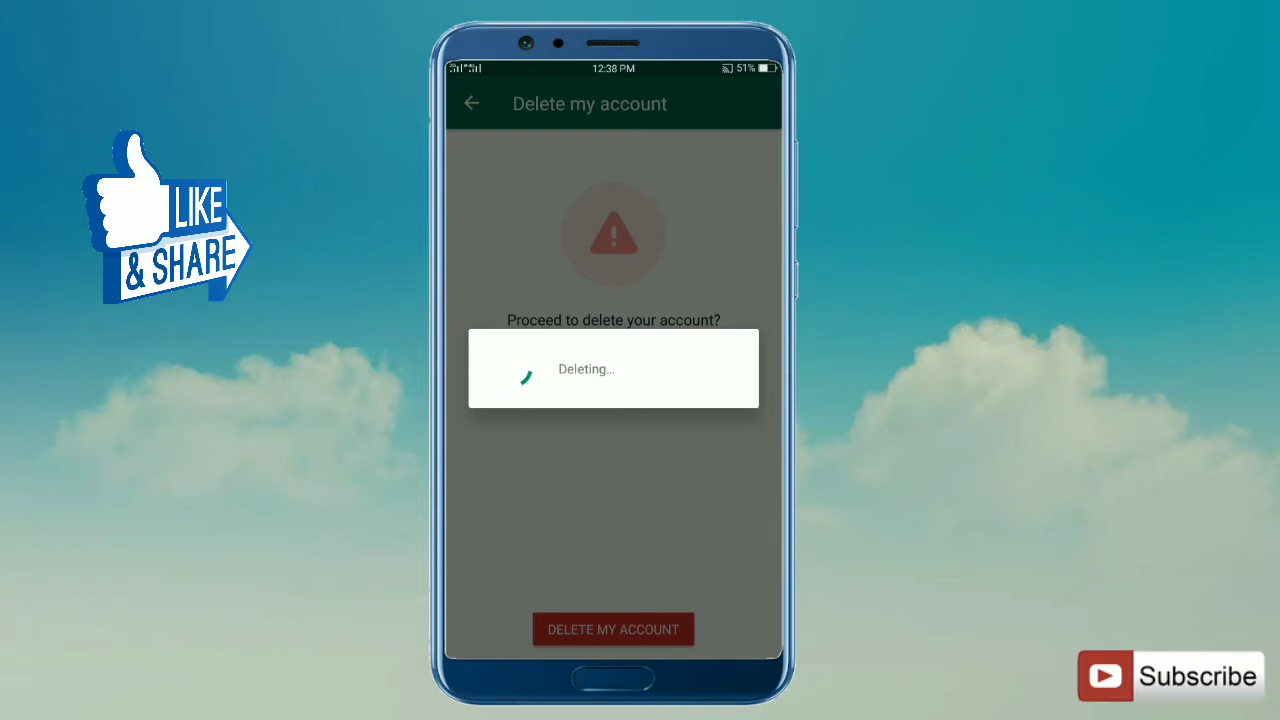 12:38 PM
51%
Delete my account
LIKE
& SHARE
Proceed to delete your account?
Deleting...
DELETE MY ACCOUNT
Subscribe